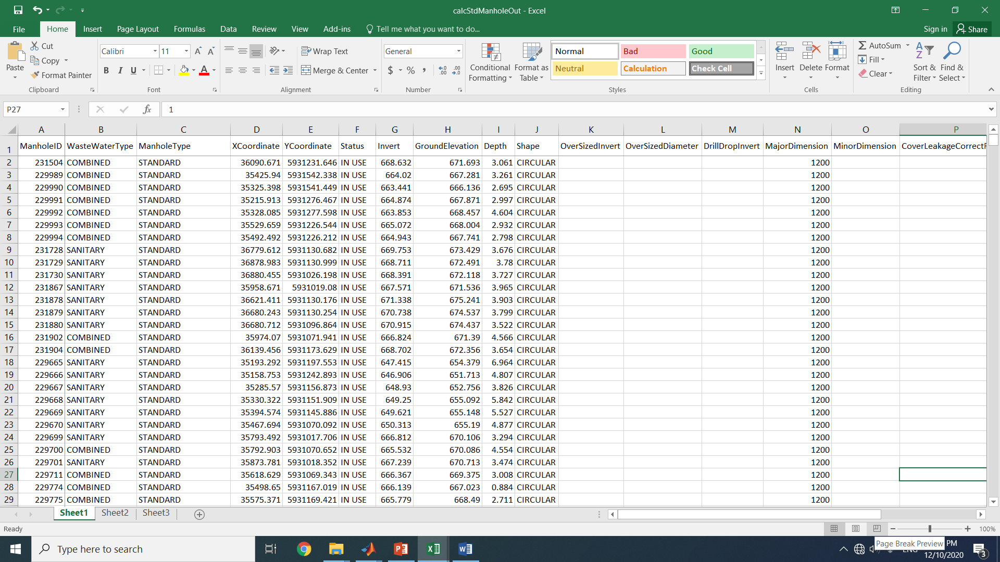 calcStdManholeOut - Excel
File Home Insert Page Layout Formulas Data Review View Add-ins Tell me what you want to do... Sign in Share
Paste Cut Copy Format Painter Clipboard
Calibri 11 A A B I U A Font
Wrap Text Merge & Center Alignment
General $ % , Number
Conditional Formatting Format as Table Normal Bad Good Neutral Calculation Check Cell Styles
Insert Delete Format Cells
AutoSum Fill Clear Sort & Filter Find & Select Editing
P27 fx 1
A B C D E F G H I J K L M N O P
1 ManholeID WasteWaterType ManholeType XCoordinate YCoordinate Status Invert GroundElevation Depth Shape OverSizedInvert OverSizedDiameter DrillDropInvert MajorDimension MinorDimension
2 231504 COMBINED STANDARD 36090.671 5931231.646 IN USE 668.632 671.693 3.061 CIRCULAR 1200
3 229989 COMBINED STANDARD 35425.94 5931542.338 IN USE 664.02 667.281 3.261 CIRCULAR 1200
4 229990 COMBINED STANDARD 35325.398 5931541.449 IN USE 663.441 666.136 2.695 CIRCULAR 1200
5 229991 COMBINED STANDARD 35215.913 5931276.467 IN USE 664.874 667.871 2.997 CIRCULAR 1200
6 229992 COMBINED STANDARD 35328.085 5931277.598 IN USE 663.853 668.457 4.604 CIRCULAR 1200
7 229993 COMBINED STANDARD 35529.659 5931226.544 IN USE 665.072 668.004 2.932 CIRCULAR 1200
8 229994 COMBINED STANDARD 35492.492 5931226.212 IN USE 664.943 667.741 2.798 CIRCULAR 1200
9 231728 SANITARY STANDARD 36779.612 5931130.682 IN USE 669.753 673.429 3.676 CIRCULAR 1200
10 231729 SANITARY STANDARD 36878.983 5931130.999 IN USE 668.711 672.491 3.78 CIRCULAR 1200
11 231730 SANITARY STANDARD 36880.455 5931026.198 IN USE 668.391 672.118 3.727 CIRCULAR 1200
12 231867 SANITARY STANDARD 35958.671 5931019.08 IN USE 667.571 671.536 3.965 CIRCULAR 1200
13 231878 SANITARY STANDARD 36621.411 5931130.176 IN USE 671.338 675.241 3.903 CIRCULAR 1200
14 231879 SANITARY STANDARD 36680.243 5931130.254 IN USE 670.738 674.537 3.799 CIRCULAR 1200
15 231880 SANITARY STANDARD 36680.712 5931096.864 IN USE 670.915 674.437 3.522 CIRCULAR 1200
16 231902 COMBINED STANDARD 35974.07 5931071.941 IN USE 666.824 671.39 4.566 CIRCULAR 1200
17 231904 COMBINED STANDARD 36139.456 5931173.629 IN USE 668.702 672.356 3.654 CIRCULAR 1200
18 229665 SANITARY STANDARD 35193.292 5931197.553 IN USE 647.415 654.379 6.964 CIRCULAR 1200
19 229666 SANITARY STANDARD 35158.753 5931242.893 IN USE 646.906 651.713 4.807 CIRCULAR 1200
20 229667 SANITARY STANDARD 35285.57 5931156.873 IN USE 648.93 652.756 3.826 CIRCULAR 1200
21 229668 SANITARY STANDARD 35330.322 5931151.909 IN USE 649.25 655.092 5.842 CIRCULAR 1200
22 229669 SANITARY STANDARD 35394.574 5931145.886 IN USE 649.621 655.148 5.527 CIRCULAR 1200
23 229670 SANITARY STANDARD 35467.694 5931070.092 IN USE 650.313 655.19 4.877 CIRCULAR 1200
24 229699 SANITARY STANDARD 35793.492 5931017.706 IN USE 666.812 670.106 3.294 CIRCULAR 1200
25 229700 COMBINED STANDARD 35792.903 5931070.652 IN USE 665.532 670.086 4.554 CIRCULAR 1200
26 229701 SANITARY STANDARD 35873.781 5931018.352 IN USE 667.239 670.713 3.474 CIRCULAR 1200
27 229711 COMBINED STANDARD 35618.629 5931069.343 IN USE 666.367 669.375 3.008 CIRCULAR 1200
28 229774 COMBINED STANDARD 35498.65 5931167.019 IN USE 666.139 667.023 0.884 CIRCULAR 1200
29 229775 COMBINED STANDARD 35575.371 5931169.421 IN USE 665.779 668.49 2.711 CIRCULAR 1200
Sheet1 Sheet2 Sheet3
Ready 100%
Type here to search
Page Break Preview PM
12/10/2020 3